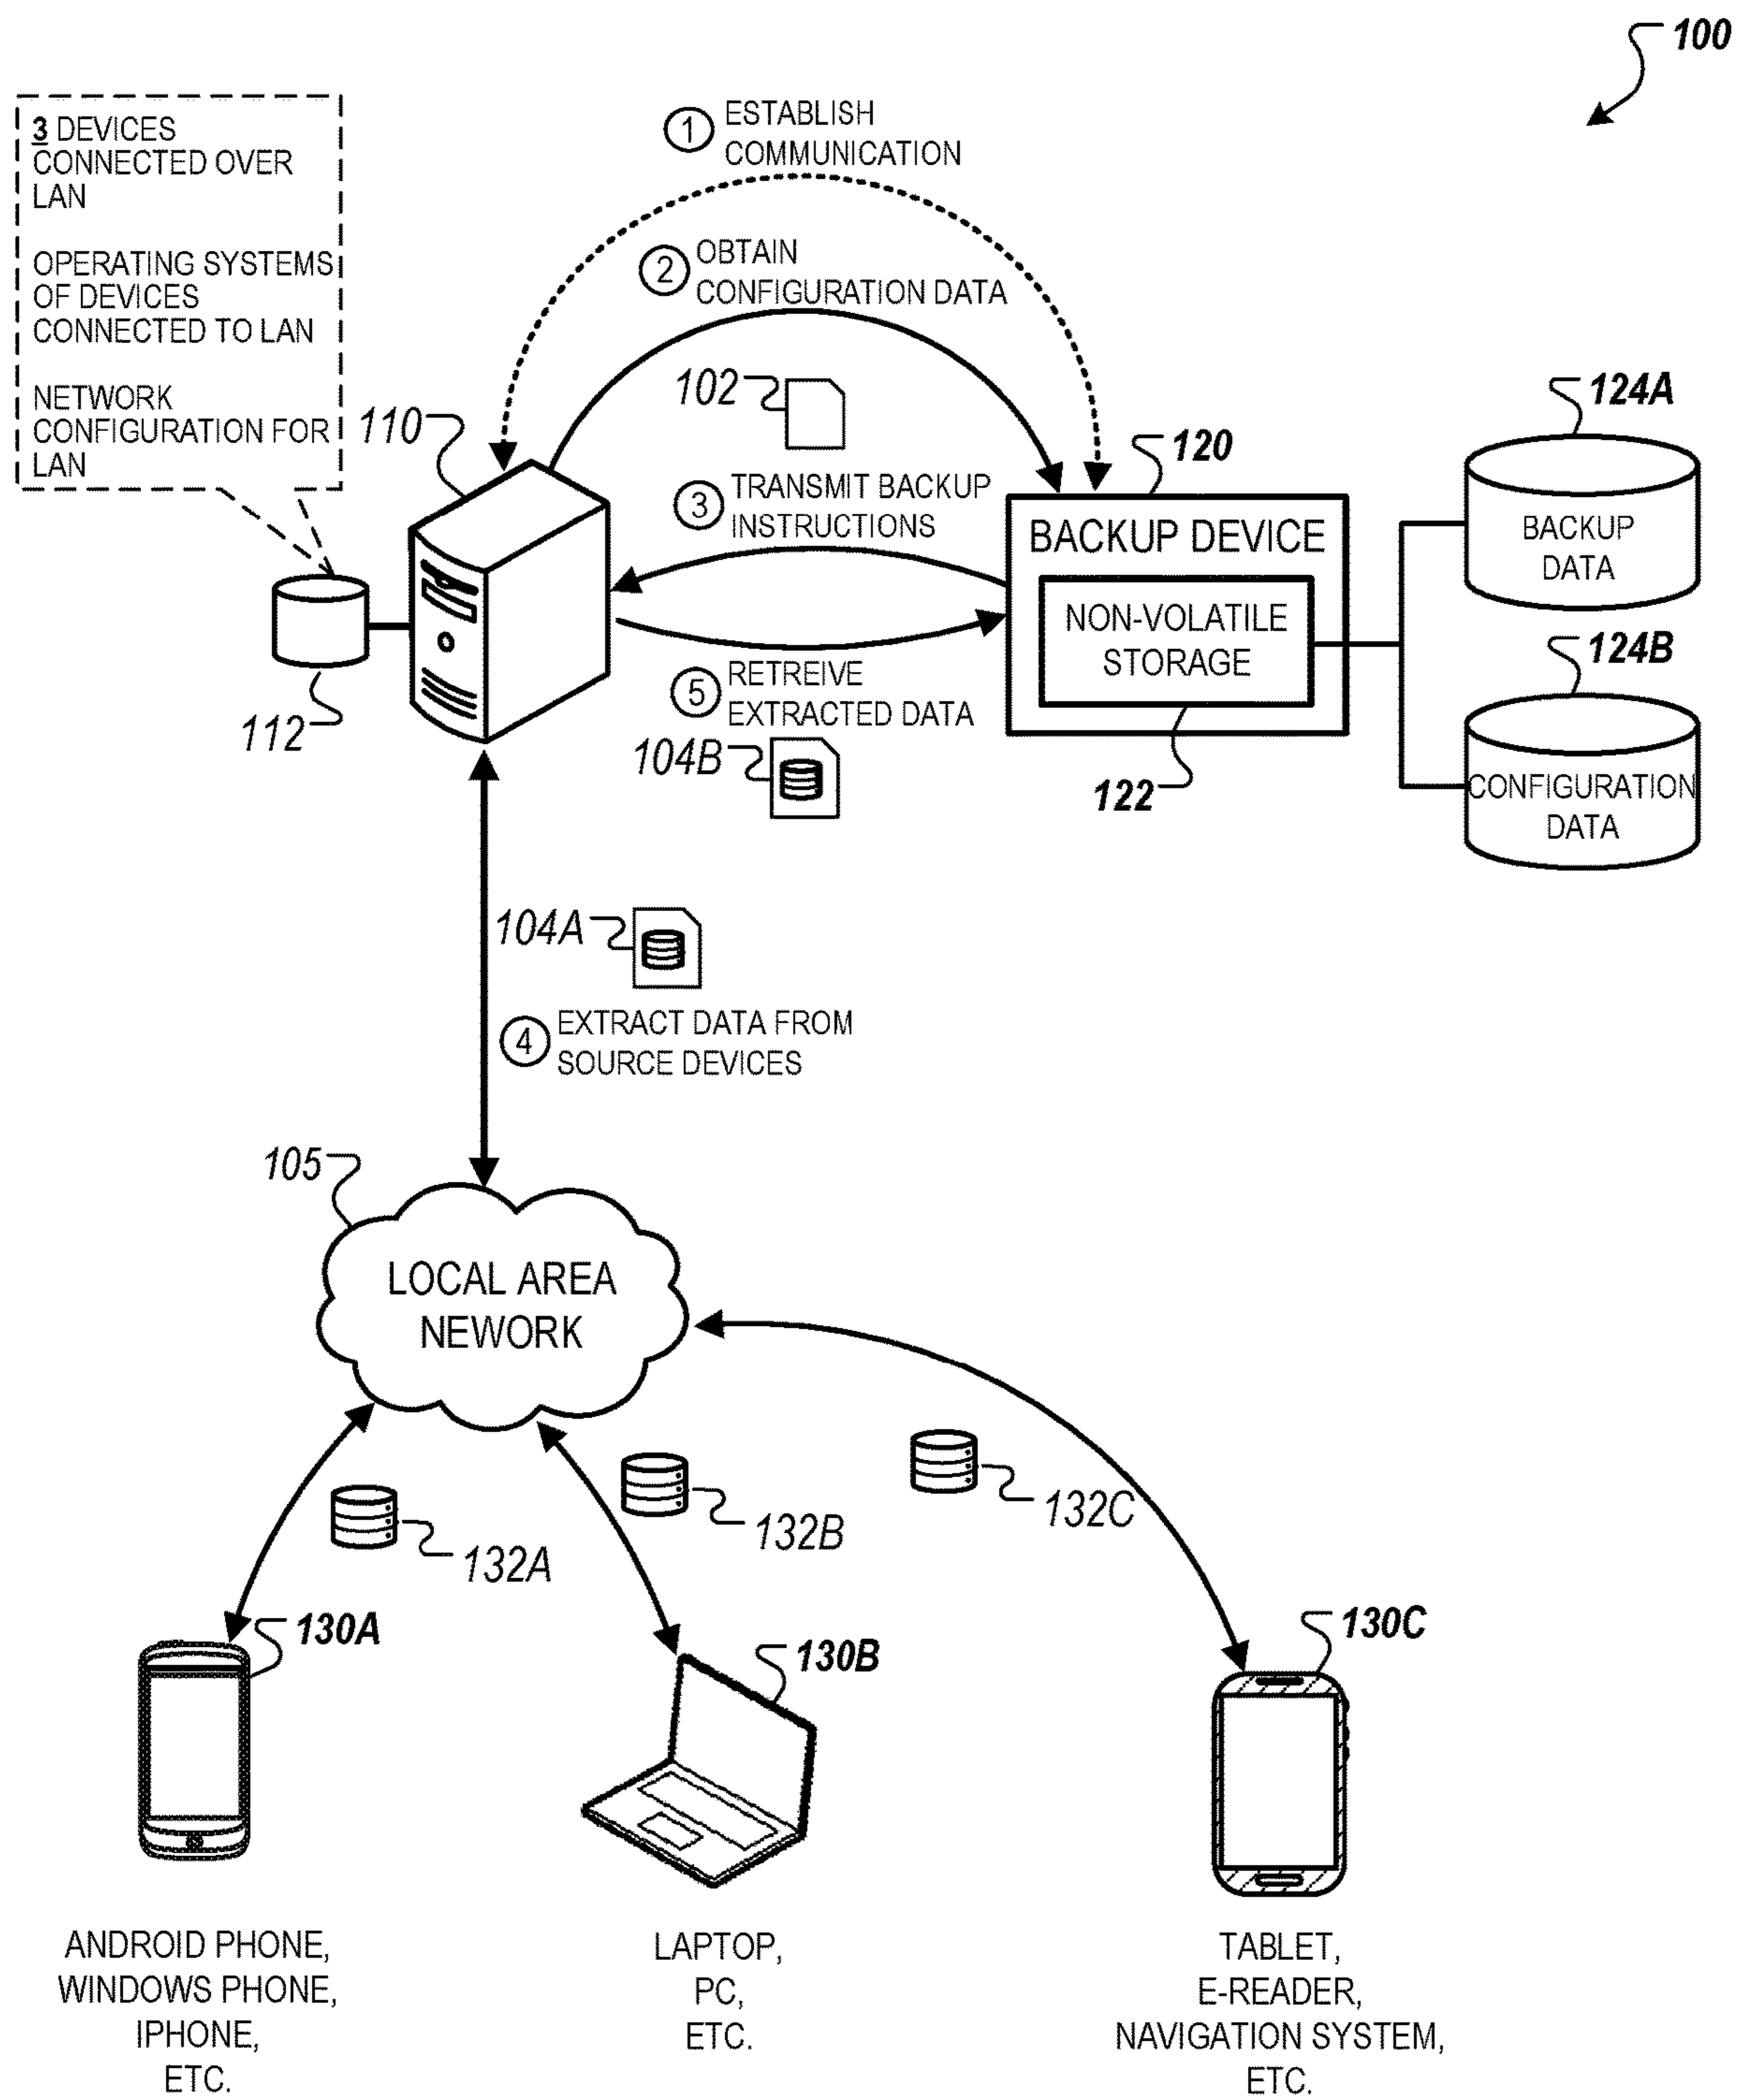 100
3 DEVICES
CONNECTED OVER
LAN
OPERATING SYSTEMS
OF DEVICES
CONNECTED TO LAN
NETWORK
CONFIGURATION FOR
LAN
1 ESTABLISH
COMMUNICATION
2 OBTAIN
CONFIGURATION DATA
102
110
3 TRANSMIT BACKUP
INSTRUCTIONS
120
BACKUP DEVICE
NON-VOLATILE
STORAGE
122
124A
BACKUP
DATA
124B
CONFIGURATION
DATA
112
5 RETREIVE
EXTRACTED DATA
104B
104A
4 EXTRACT DATA FROM
SOURCE DEVICES
105
LOCAL AREA
NEWORK
132A
132B
132C
130A
130B
130C
ANDROID PHONE,
WINDOWS PHONE,
IPHONE,
ETC.
LAPTOP,
PC,
ETC.
TABLET,
E-READER,
NAVIGATION SYSTEM,
ETC.